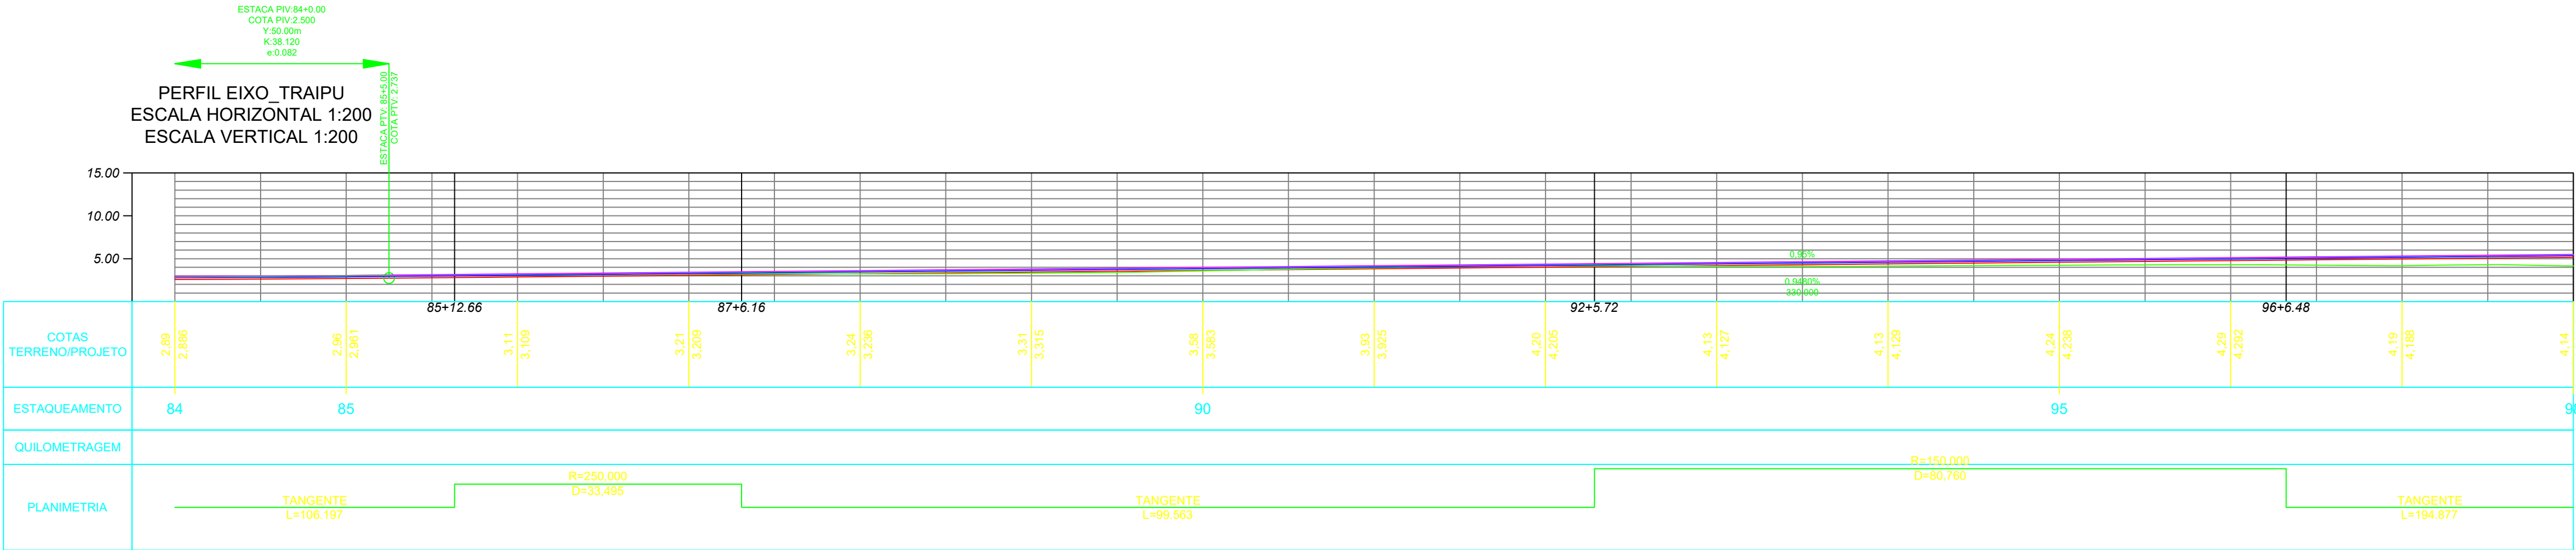 ESTACA PIV:84+0.00
COTA PIV:2.500
Y:50.00m
K:38.120
e:0.082
ESTACA PTV: 85+5.00
COTA PTV: 2.737
PERFIL EIXO_TRAIPU
ESCALA HORIZONTAL 1:200
ESCALA VERTICAL 1:200
15.00
10.00
5.00
0.95%
0.9480%
330.000
85+12.66
87+6.16
92+5.72
96+6.48
COTAS
TERRENO/PROJETO
2,89
2,886
2,96
2,961
3,11
3,109
3,21
3,209
3,24
3,236
3,31
3,315
3,58
3,583
3,93
3,925
4,20
4,205
4,13
4,127
4,13
4,129
4,24
4,238
4,29
4,292
4,19
4,188
4,14
ESTAQUEAMENTO
84
85
90
95
QUILOMETRAGEM
PLANIMETRIA
TANGENTE
L=106.197
R=250.000
D=33.495
TANGENTE
L=99.563
R=150.000
D=80.760
TANGENTE
L=194.877